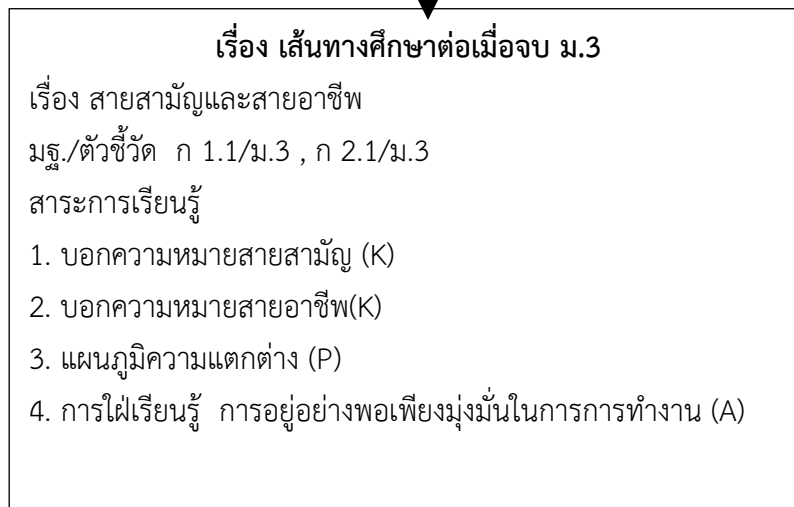 เรื่อง เส้นทางศึกษาต่อเมื่อจบ ม.3
เรื่อง สายสามัญและสายอาชีพ
มฐ./ตัวชี้วัด ก 1.1/ม.3 , ก 2.1/ม.3
สาระการเรียนรู้
1. บอกความหมายสายสามัญ (K)
2. บอกความหมายสายอาชีพ(K)
3. แผนภูมิความแตกต่าง (P)
4. การใฝ่เรียนรู้ การอยู่อย่างพอเพียงมุ่งมั่นในการการทำงาน (A)